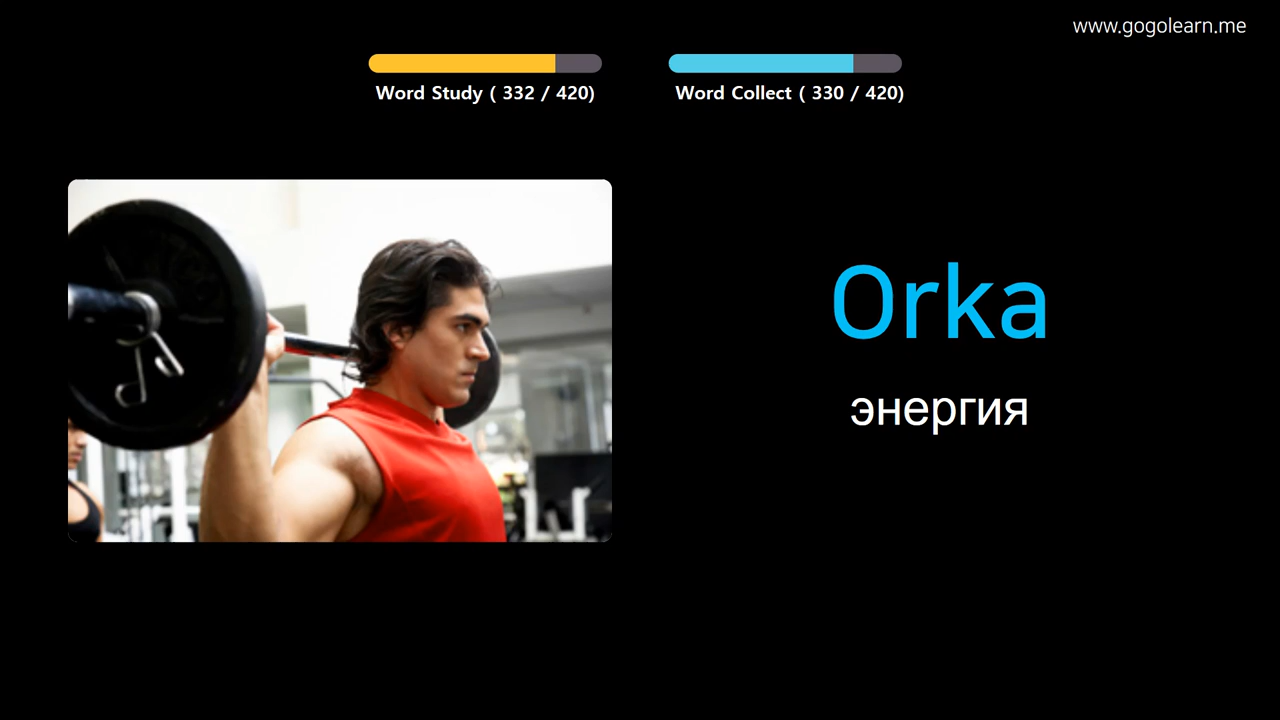 www.gogolearn.me
Word Study ( 332 / 420)
Word Collect ( 330 / 420)
Orka
энергия